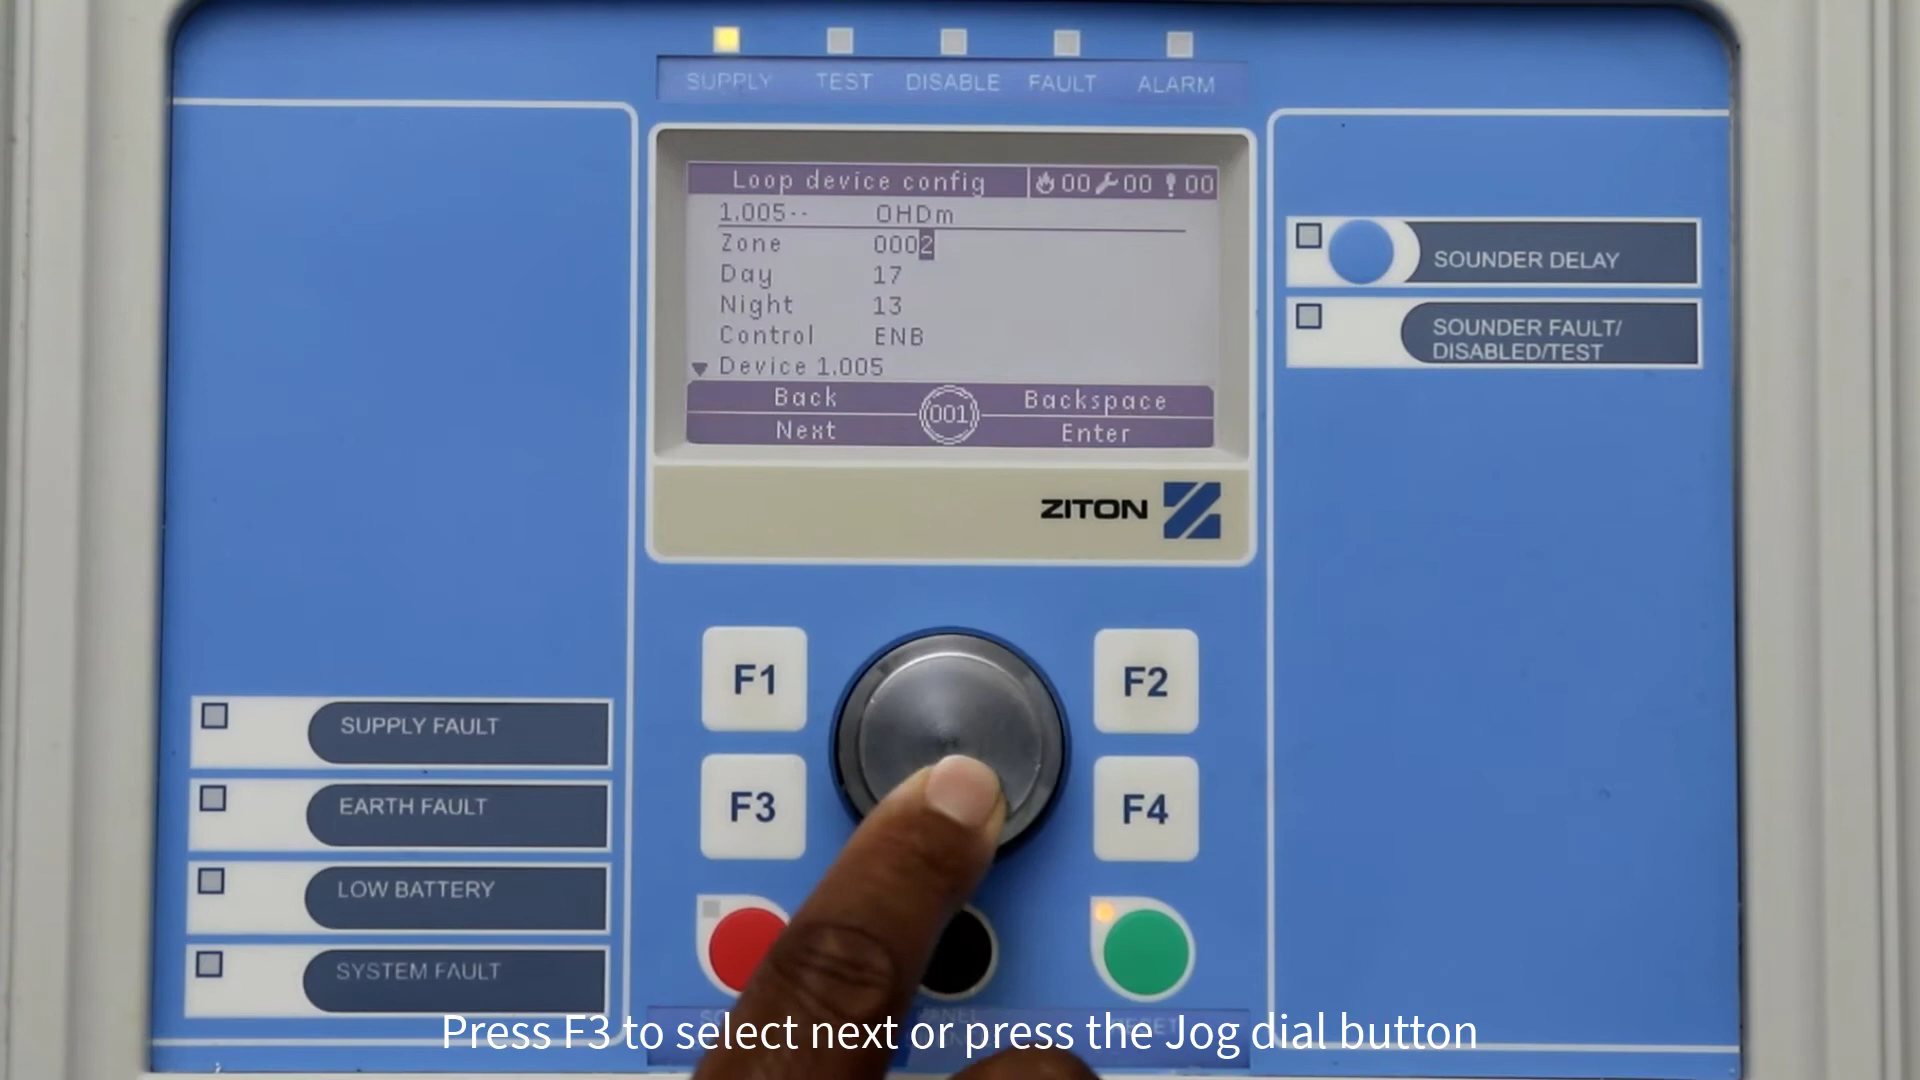 SUPPLY TEST DISABLE FAULT ALARM
Loop device config 00 00 00
1.005-- OHDm
Zone 0002
Day 17
Night 13
Control ENB
Device 1.005
Back 001 Backspace
Next Enter
ZITON
SOUNDER DELAY
SOUNDER FAULT/
DISABLED/TEST
F1 F2
F3 F4
SUPPLY FAULT
EARTH FAULT
LOW BATTERY
SYSTEM FAULT
Press F3 to select next or press the Jog dial button